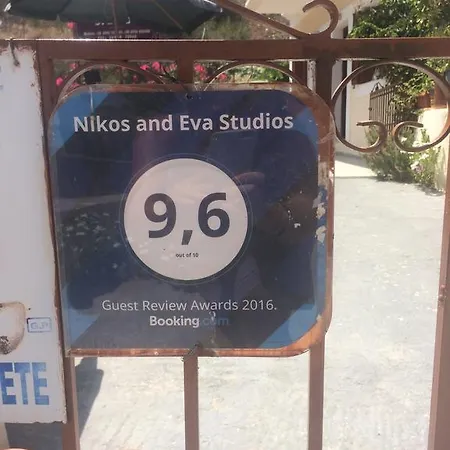 Nikos and Eva Studios
9,6
out of 10
Guest Review Awards 2016.
Booking.com
G.P
ETE